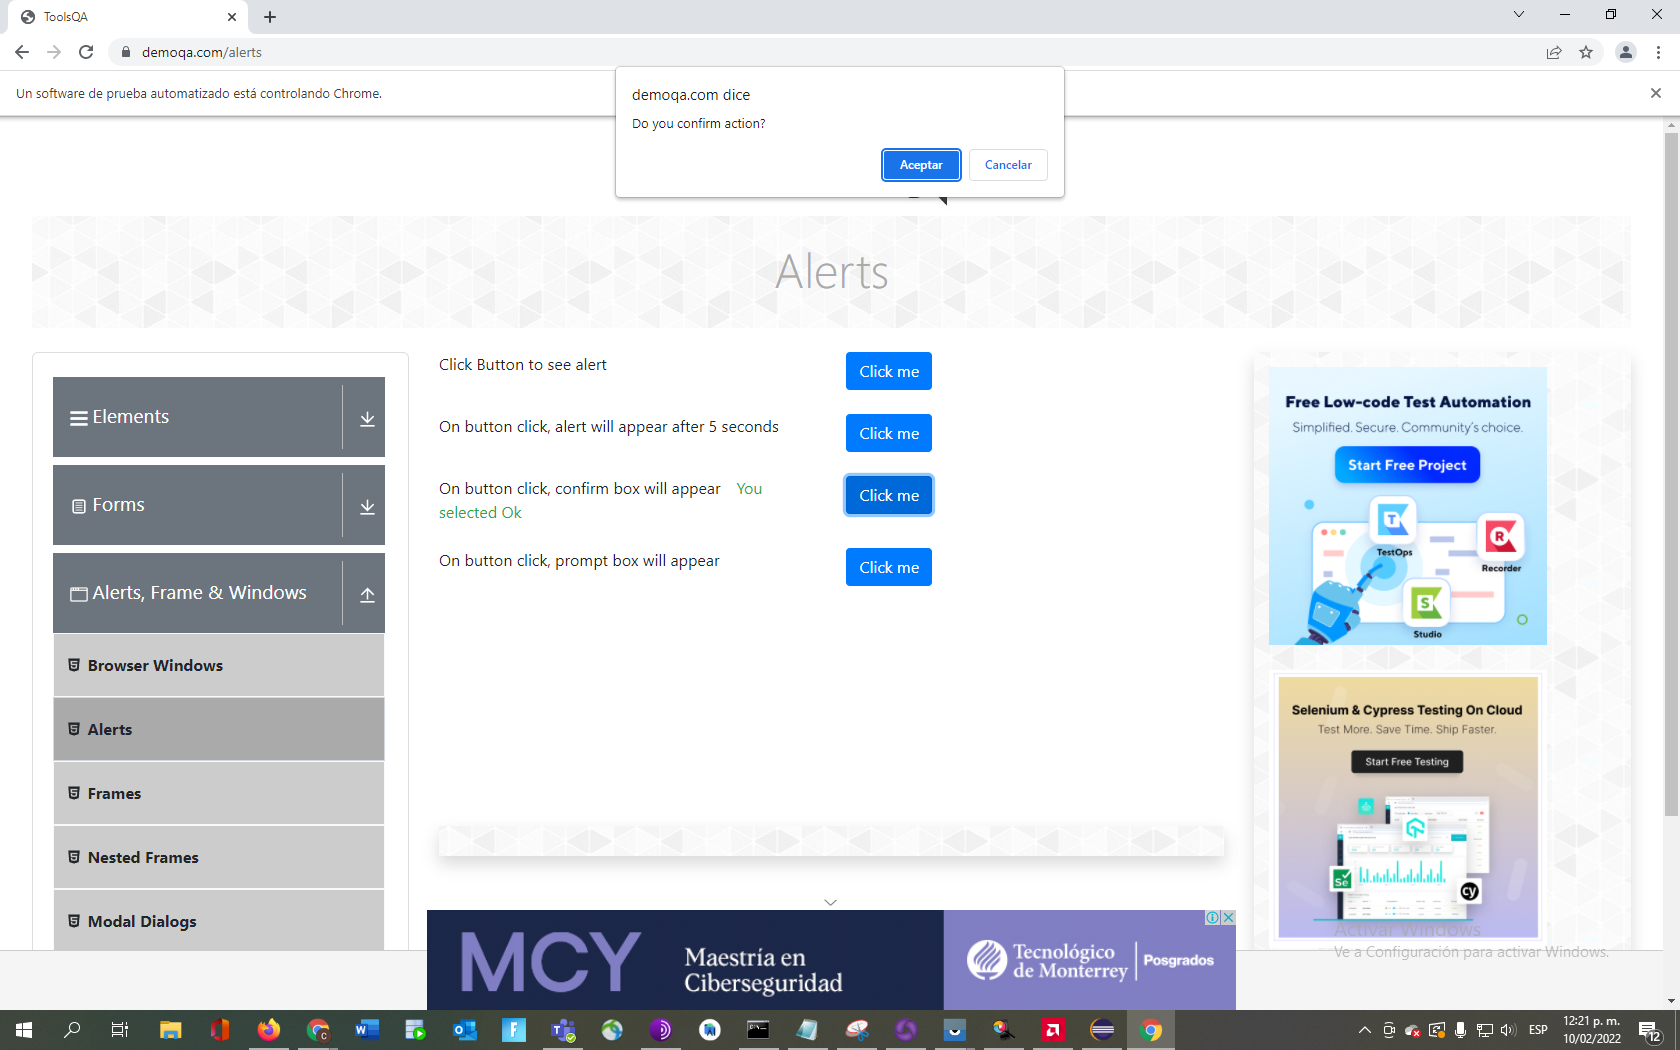 ToolsQA
demoqa.com/alerts
Un software de prueba automatizado está controlando Chrome.
demoqa.com dice
Do you confirm action?
Aceptar
Cancelar
Alerts
Elements
Forms
Alerts, Frame & Windows
Browser Windows
Alerts
Frames
Nested Frames
Modal Dialogs
Click Button to see alert
Click me
On button click, alert will appear after 5 seconds
Click me
On button click, confirm box will appear You
selected Ok
Click me
On button click, prompt box will appear
Click me
Free Low-code Test Automation
Simplified. Secure. Community's choice.
Start Free Project
TestOps
Recorder
Studio
Selenium & Cypress Testing On Cloud
Test More. Save Time. Ship Faster.
Start Free Testing
Se
cy
Activar Windows
Ve a Configuración para activar Windows.
MCY
Maestría en
Ciberseguridad
Tecnológico
de Monterrey
Posgrados
ESP
12:21 p. m.
10/02/2022
12